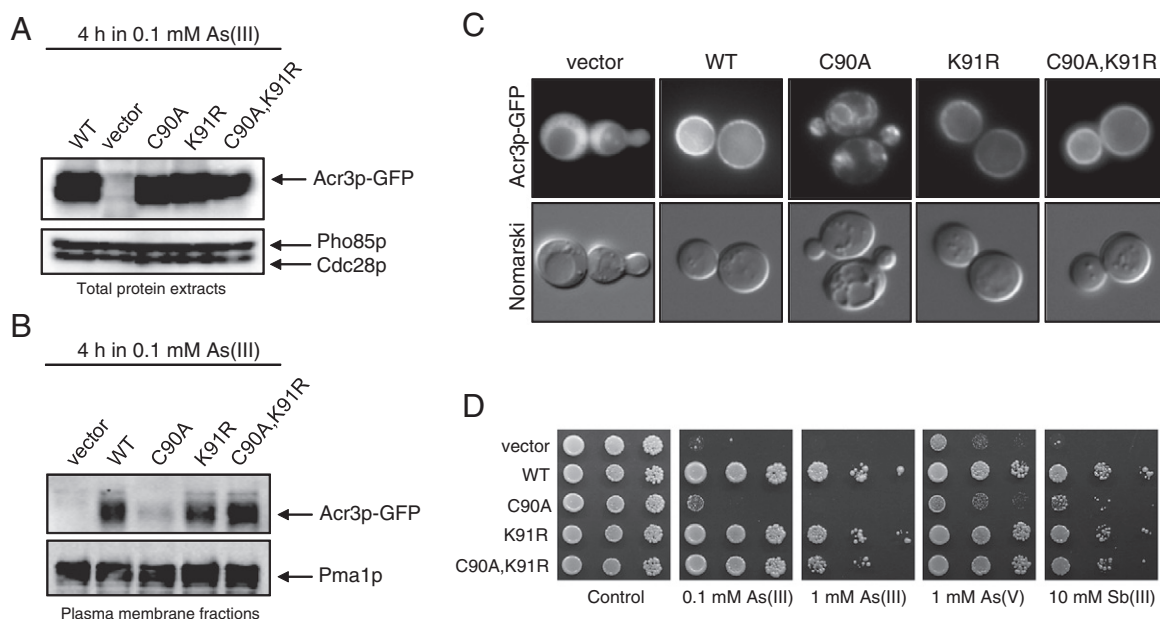 A
4 h in 0.1 mM As(III)
WT vector C90A K91R C90A,K91R
Acr3p-GFP
Pho85p
Cdc28p
Total protein extracts
B
4 h in 0.1 mM As(III)
vector WT C90A K91R C90A,K91R
Acr3p-GFP
Pma1p
Plasma membrane fractions
C
vector WT C90A K91R C90A,K91R
Acr3p-GFP
Nomarski
D
vector
WT
C90A
K91R
C90A,K91R
Control 0.1 mM As(III) 1 mM As(III) 1 mM As(V) 10 mM Sb(III)